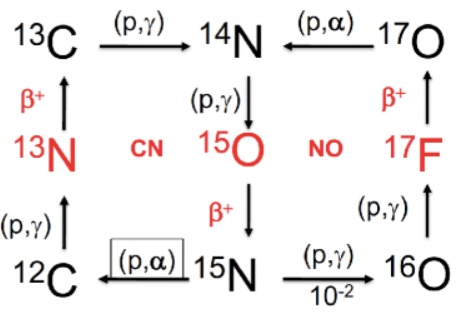 ¹³C (p,γ) ¹⁴N (p,α) ¹⁷O
β⁺ (p,γ) β⁺
¹³N CN ¹⁵O NO ¹⁷F
(p,γ) β⁺ (p,γ)
¹²C (p,α) ¹⁵N (p,γ) ¹⁶O
10⁻²